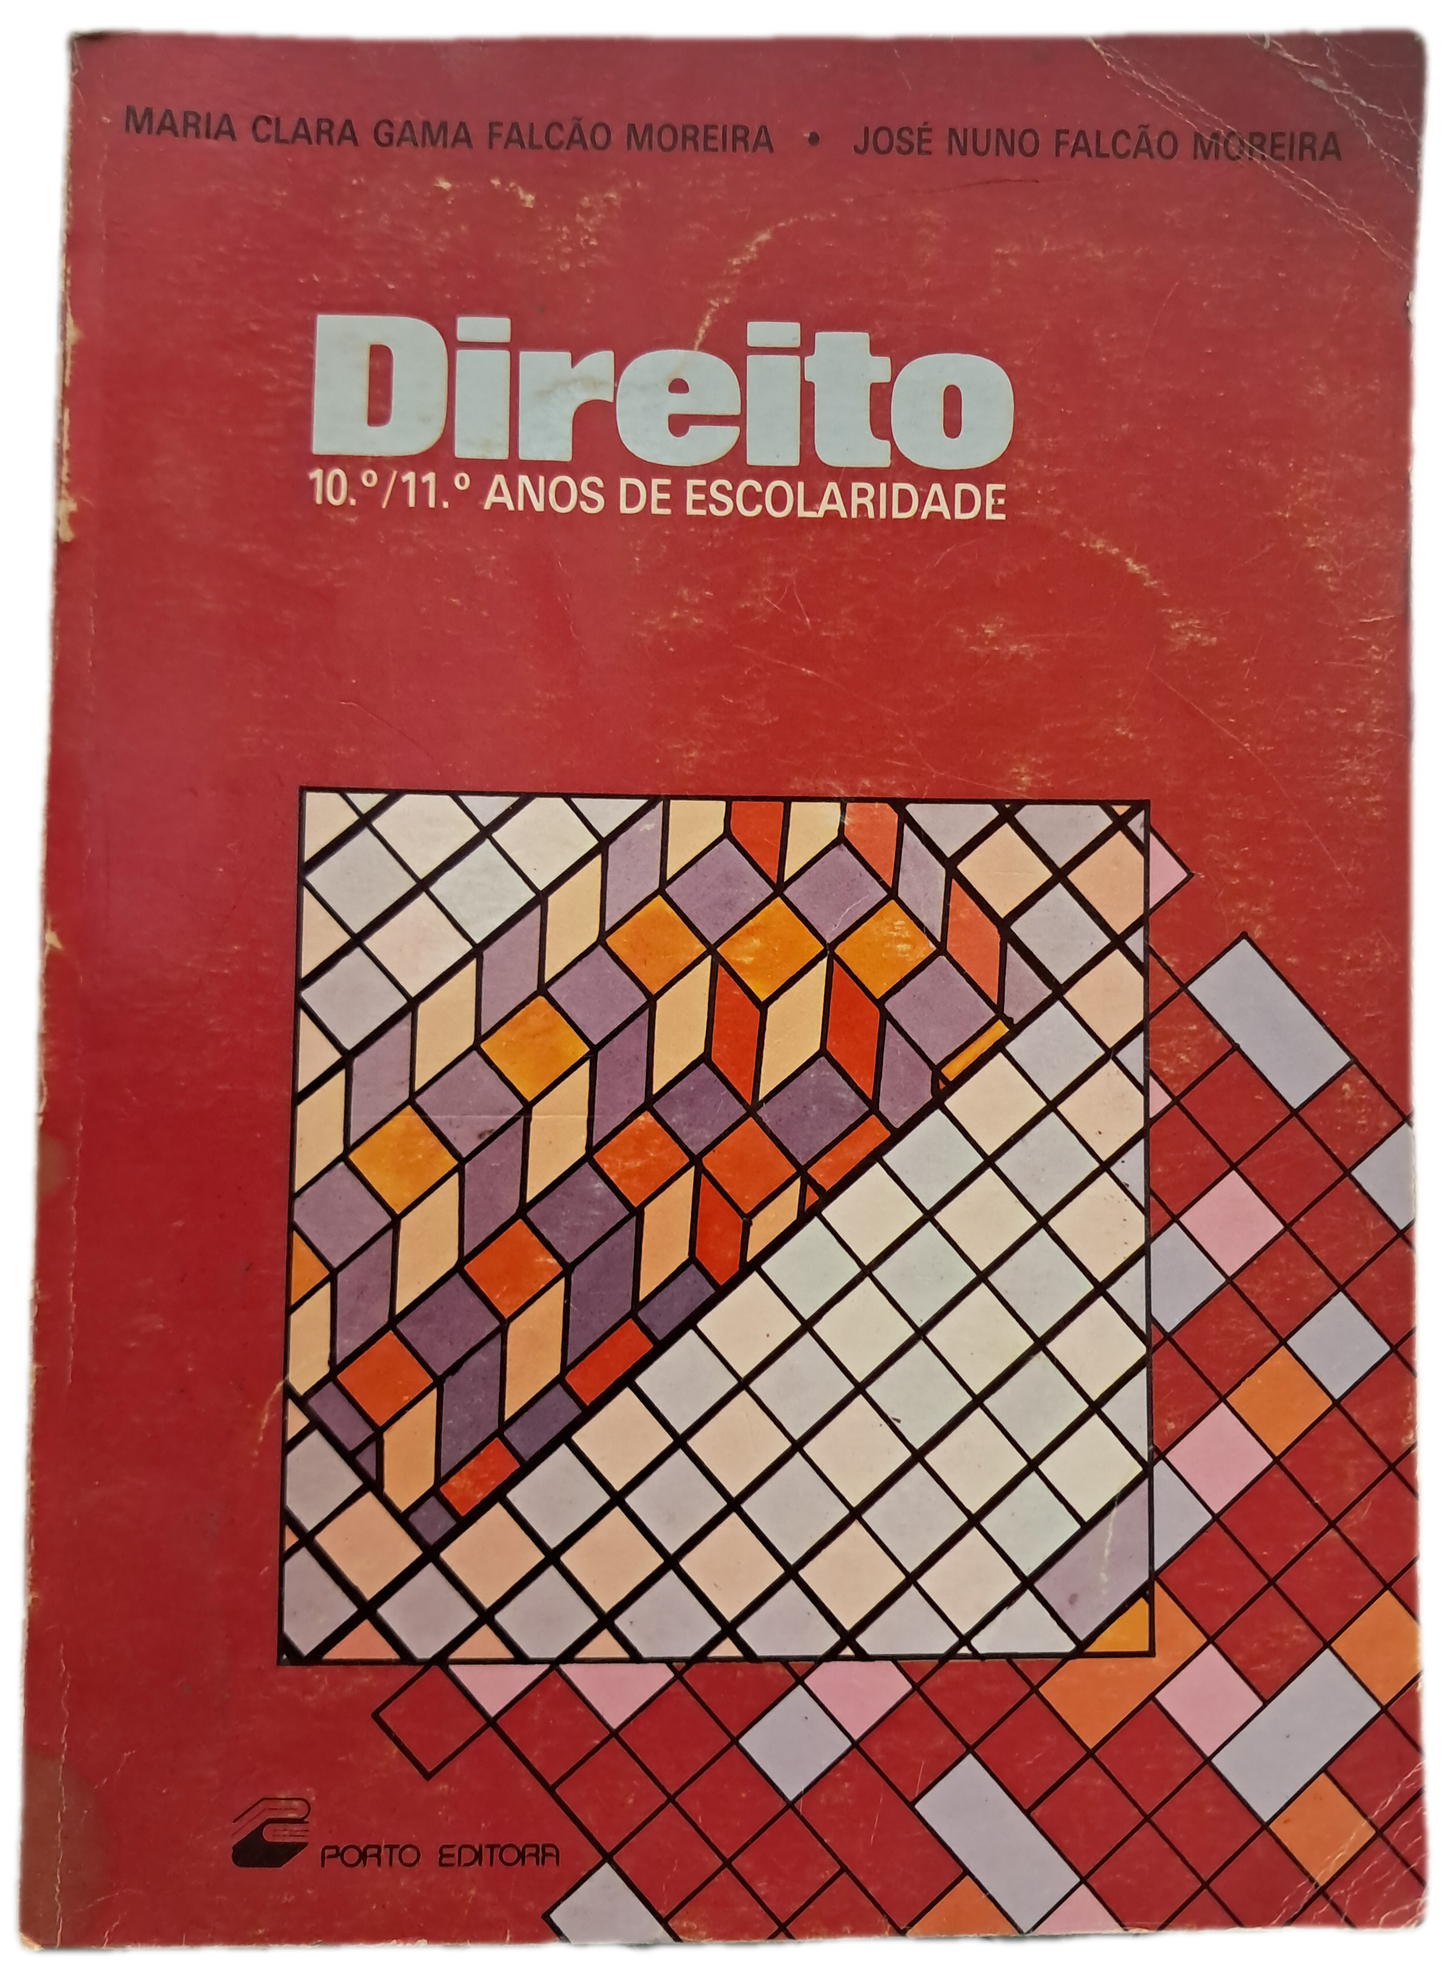 MARIA CLARA GAMA FALCÃO MOREIRA • JOSÉ NUNO FALCÃO MOREIRA
Direito
10.º/11.º ANOS DE ESCOLARIDADE
PORTO EDITORA